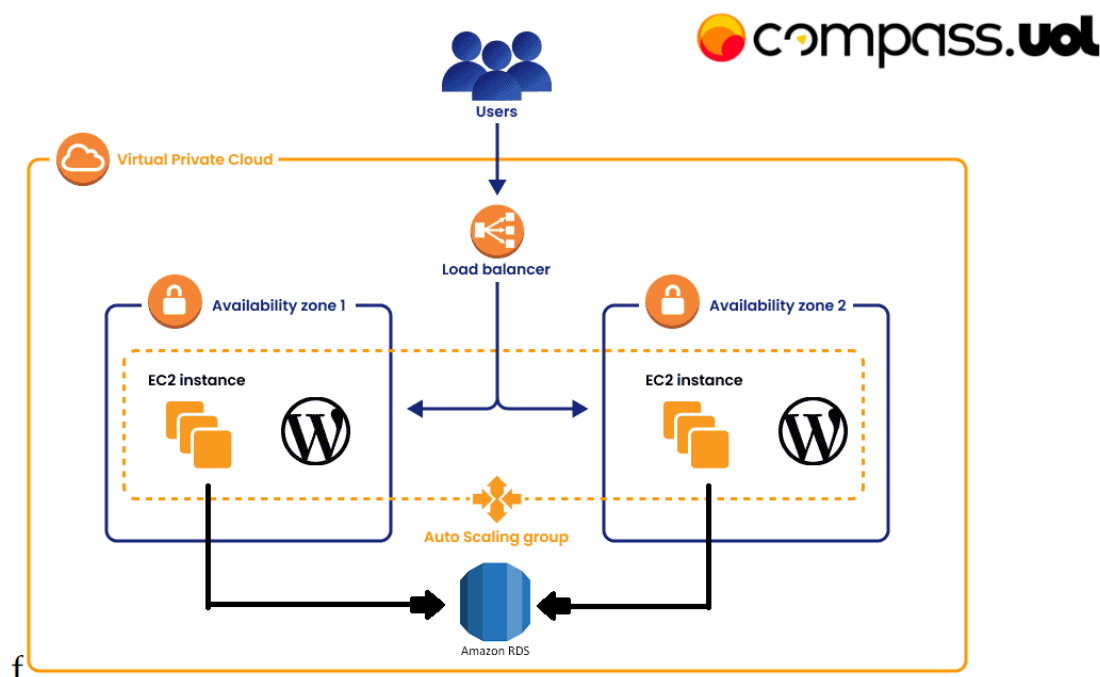 compass.uol
Users
Virtual Private Cloud
Load balancer
Availability zone 1
Availability zone 2
EC2 instance
EC2 instance
W
W
Auto Scaling group
Amazon RDS
f